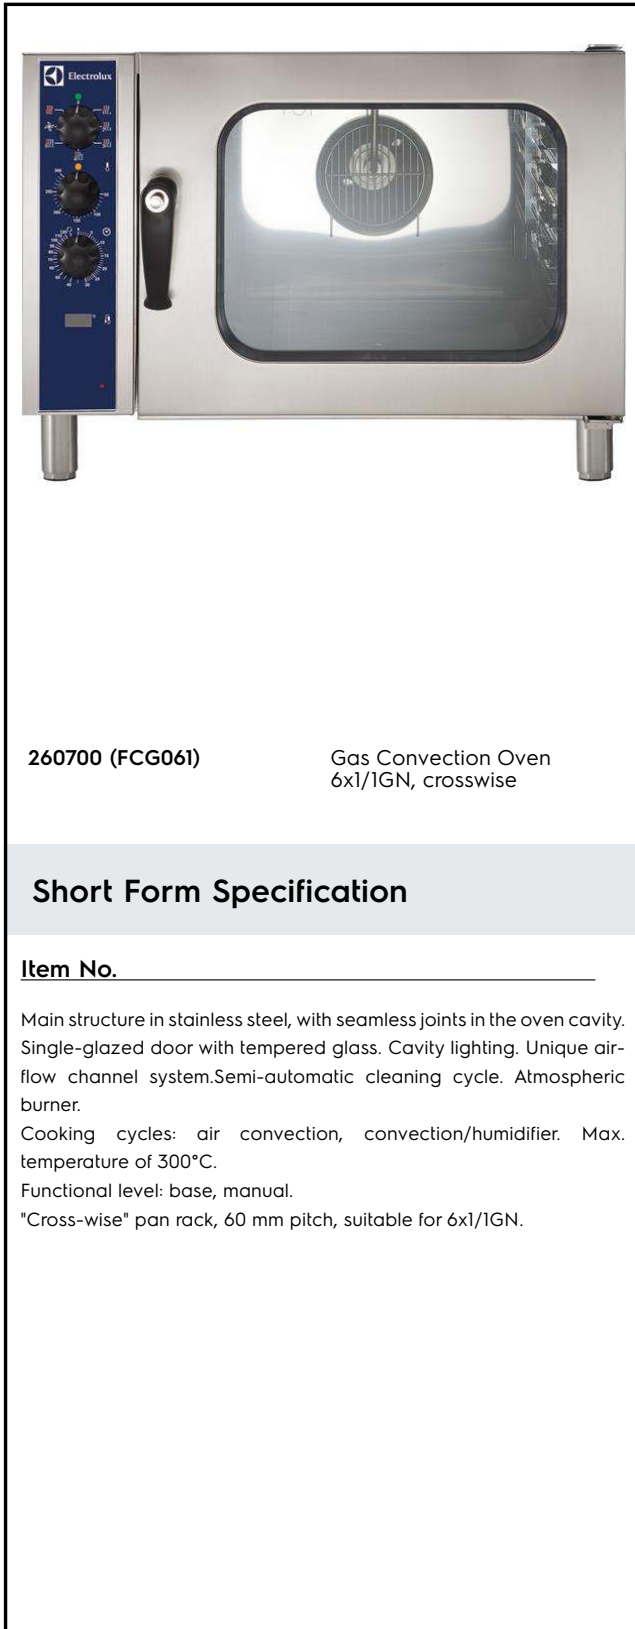 Electrolux
260700 (FCG061)
Gas Convection Oven
6x1/1GN, crosswise
Short Form Specification
Item No.
Main structure in stainless steel, with seamless joints in the oven cavity.
Single-glazed door with tempered glass. Cavity lighting. Unique air-
flow channel system.Semi-automatic cleaning cycle. Atmospheric
burner.
Cooking cycles: air convection, convection/humidifier. Max.
temperature of 300°C.
Functional level: base, manual.
"Cross-wise" pan rack, 60 mm pitch, suitable for 6x1/1GN.